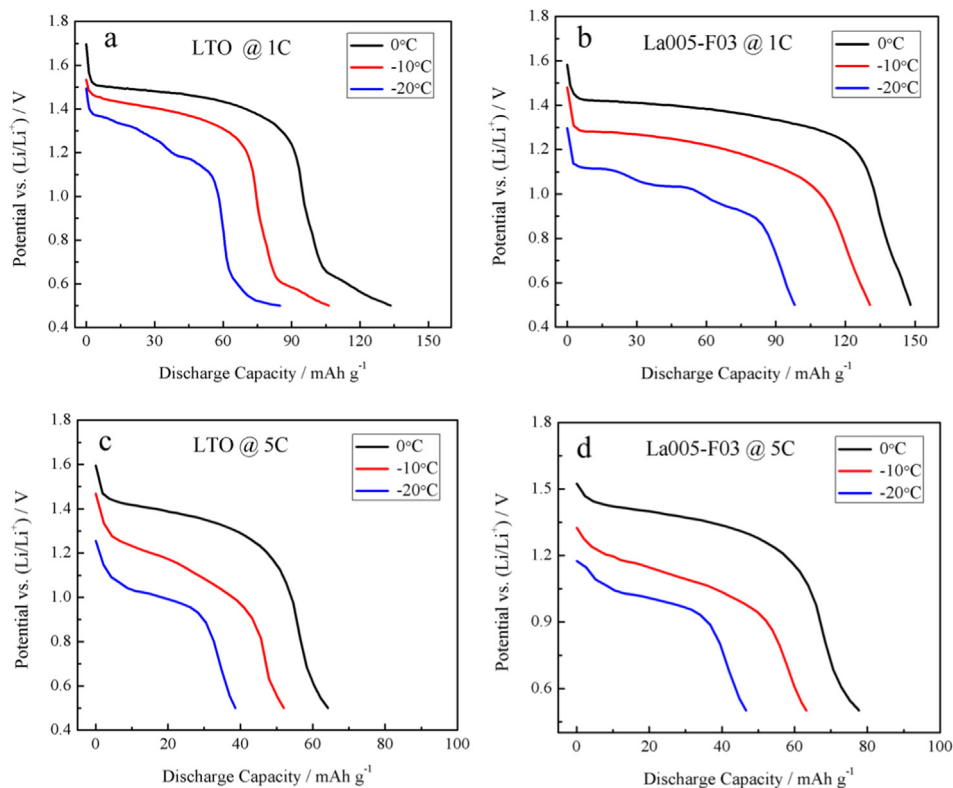 a
LTO @ 1C
0°C
-10°C
-20°C
1.8
1.6
1.4
1.2
1.0
0.8
0.6
0.4
Potential vs. (Li/Li⁺) / V
0
30
60
90
120
150
Discharge Capacity / mAh g⁻¹
b
La005-F03 @ 1C
0°C
-10°C
-20°C
1.8
1.6
1.4
1.2
1.0
0.8
0.6
0.4
Potential vs. (Li/Li⁺) / V
0
30
60
90
120
150
Discharge Capacity / mAh g⁻¹
c
LTO @ 5C
0°C
-10°C
-20°C
1.8
1.6
1.4
1.2
1.0
0.8
0.6
0.4
Potential vs. (Li/Li⁺) / V
0
20
40
60
80
100
Discharge Capacity / mAh g⁻¹
d
La005-F03 @ 5C
0°C
-10°C
-20°C
1.8
1.5
1.2
0.9
0.6
Potential vs. (Li/Li⁺) / V
0
20
40
60
80
100
Discharge Capacity / mAh g⁻¹